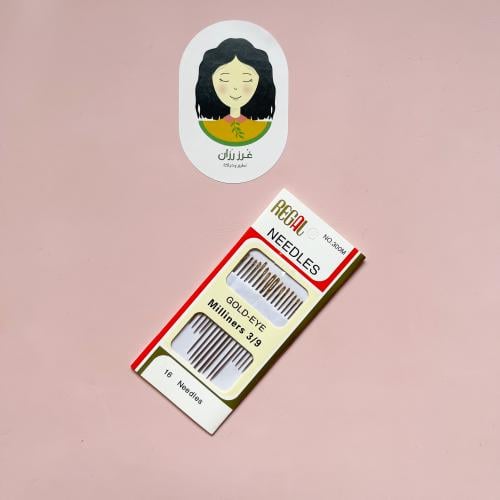 غرز رزان
REGAL
NO.300M
NEEDLES
GOLD-EYE
Milliners 3/9
16 Needles